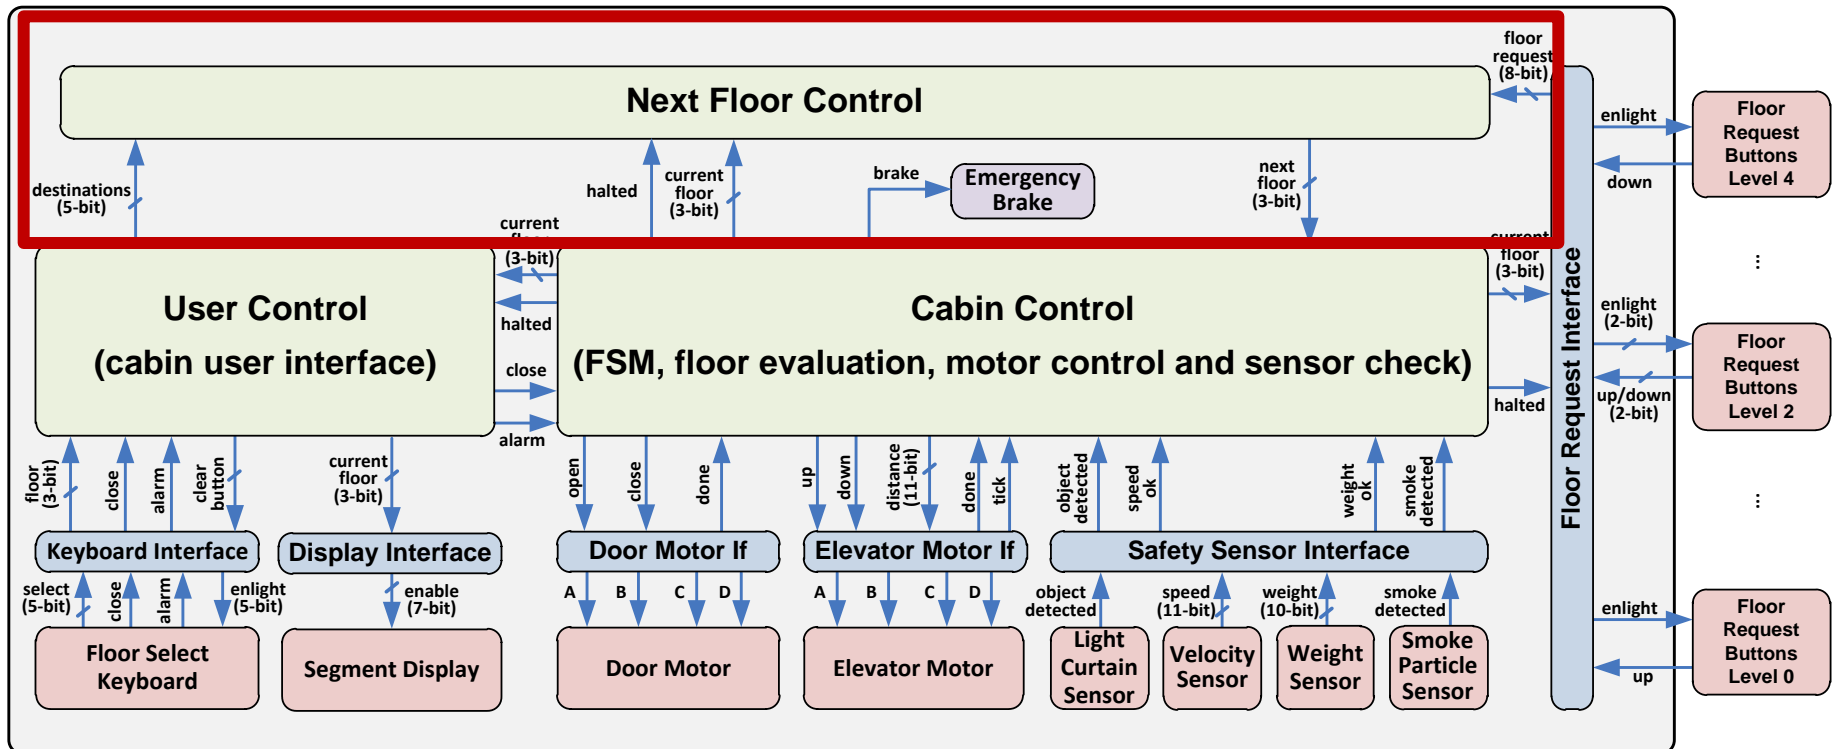 floor
request
(8-bit)
Next Floor Control
destinations
(5-bit)
halted
current
floor
(3-bit)
brake
Emergency
Brake
next
floor
(3-bit)
enlight
down
Floor
Request
Buttons
Level 4
current
floor
(3-bit)
halted
close
alarm
User Control
(cabin user interface)
Cabin Control
(FSM, floor evaluation, motor control and sensor check)
current
floor
(3-bit)
halted
Floor Request Interface
...
enlight
(2-bit)
up/down
(2-bit)
Floor
Request
Buttons
Level 2
...
floor
(3-bit)
close
alarm
clear
button
current
floor
(3-bit)
open
close
done
up
down
distance
(11-bit)
done
tick
object
detected
speed
ok
weight
ok
smoke
detected
Keyboard Interface
Display Interface
Door Motor If
Elevator Motor If
Safety Sensor Interface
select
(5-bit)
close
alarm
enlight
(5-bit)
enable
(7-bit)
A
B
C
D
A
B
C
D
object
detected
speed
(11-bit)
weight
(10-bit)
smoke
detected
enlight
up
Floor
Request
Buttons
Level 0
Floor Select
Keyboard
Segment Display
Door Motor
Elevator Motor
Light
Curtain
Sensor
Velocity
Sensor
Weight
Sensor
Smoke
Particle
Sensor